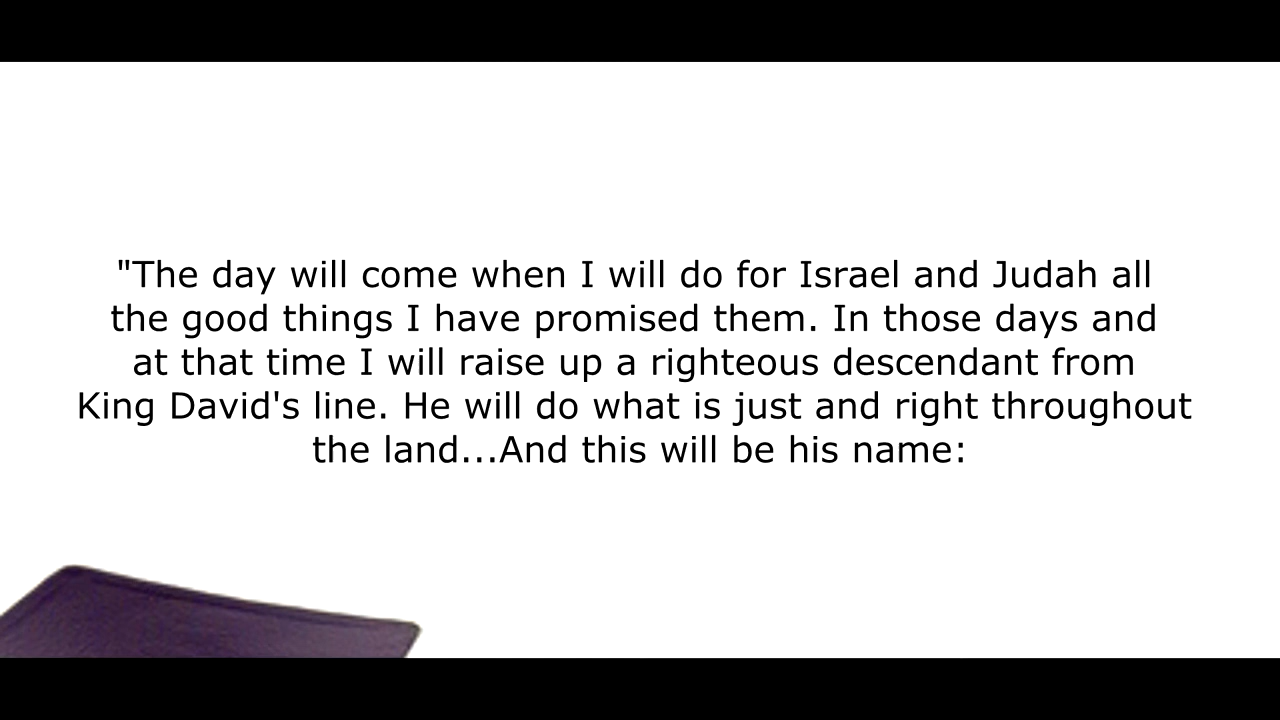 "The day will come when I will do for Israel and Judah all
the good things I have promised them. In those days and
at that time I will raise up a righteous descendant from
King David's line. He will do what is just and right throughout
the land...And this will be his name: